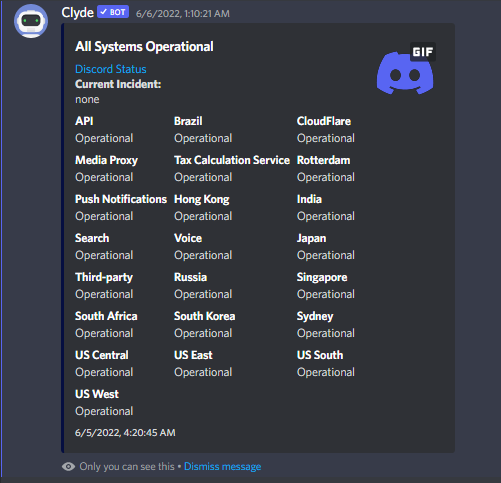 Clyde ✓ BOT 6/6/2022, 1:10:21 AM
All Systems Operational
GIF
Discord Status
Current Incident:
none
API Brazil CloudFlare
Operational Operational Operational
Media Proxy Tax Calculation Service Rotterdam
Operational Operational Operational
Push Notifications Hong Kong India
Operational Operational Operational
Search Voice Japan
Operational Operational Operational
Third-party Russia Singapore
Operational Operational Operational
South Africa South Korea Sydney
Operational Operational Operational
US Central US East US South
Operational Operational Operational
US West
Operational
6/5/2022, 4:20:45 AM
Only you can see this • Dismiss message